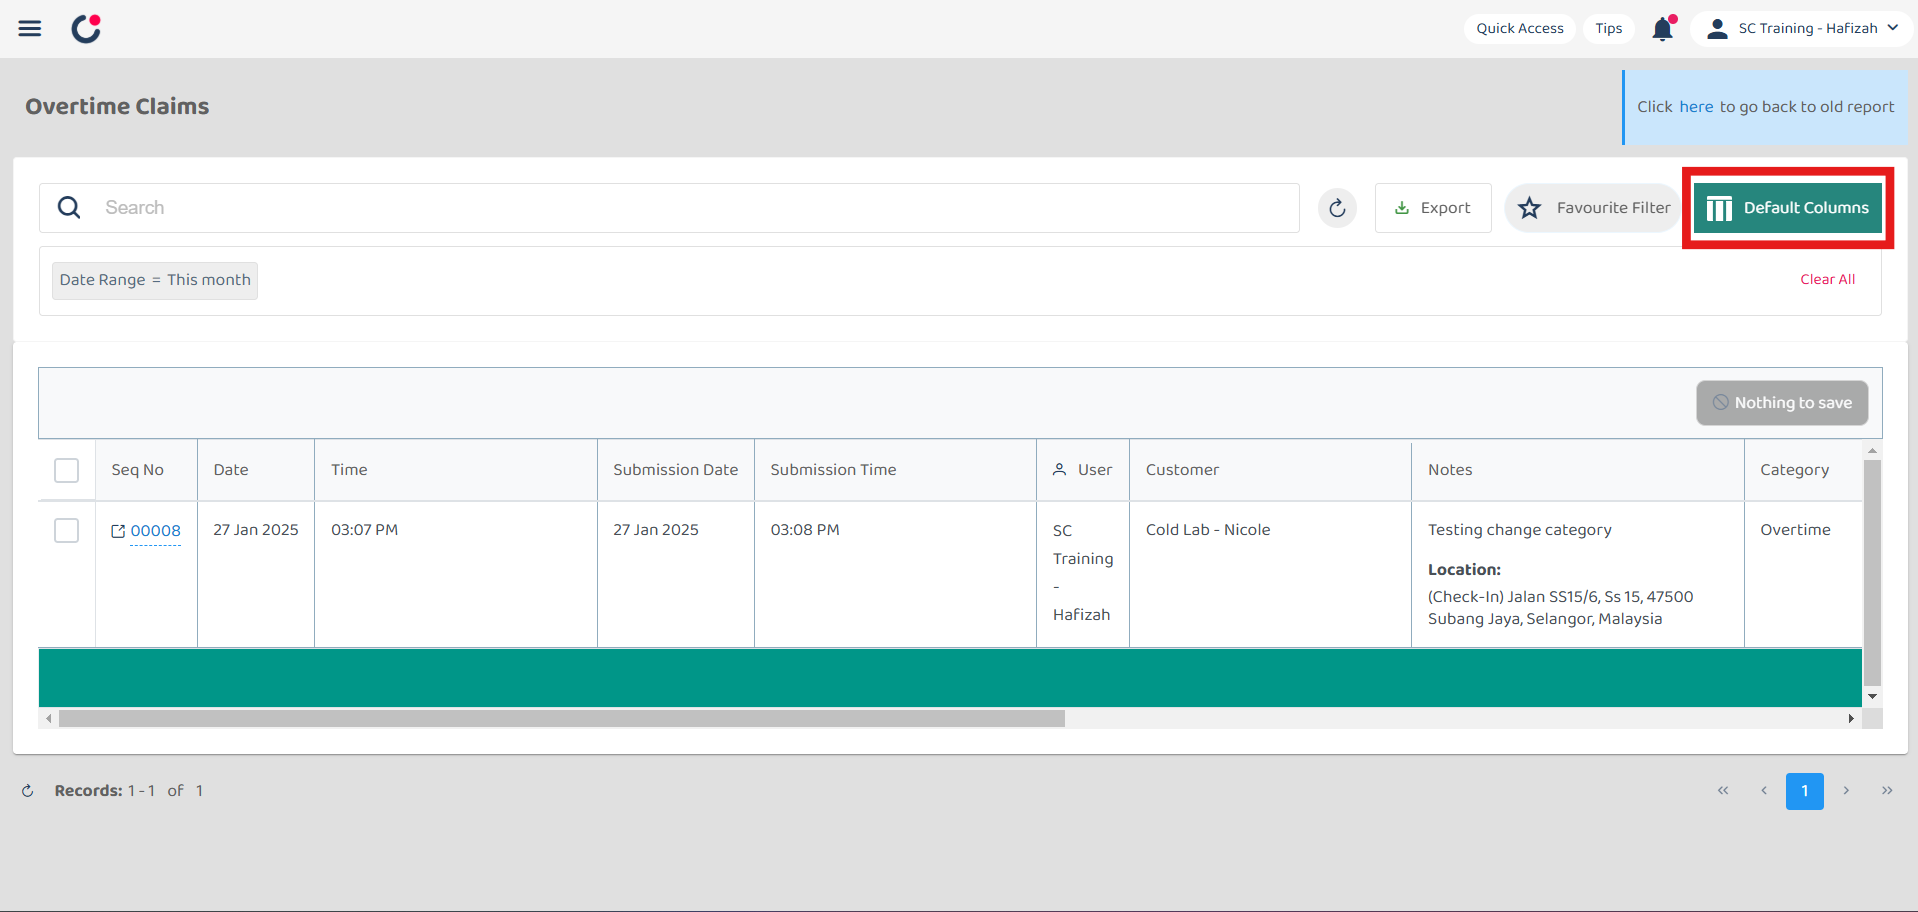 Quick Access
Tips
SC Training - Hafizah
Overtime Claims
Click here to go back to old report
Search
Export
Favourite Filter
Default Columns
Date Range = This month
Clear All
Nothing to save
Seq No
Date
Time
Submission Date
Submission Time
User
Customer
Notes
Category
00008
27 Jan 2025
03:07 PM
27 Jan 2025
03:08 PM
SC
Training
-
Hafizah
Cold Lab - Nicole
Testing change category
Location:
(Check-In) Jalan SS15/6, Ss 15, 47500
Subang Jaya, Selangor, Malaysia
Overtime
Records: 1 - 1 of 1
« ‹ 1 › »